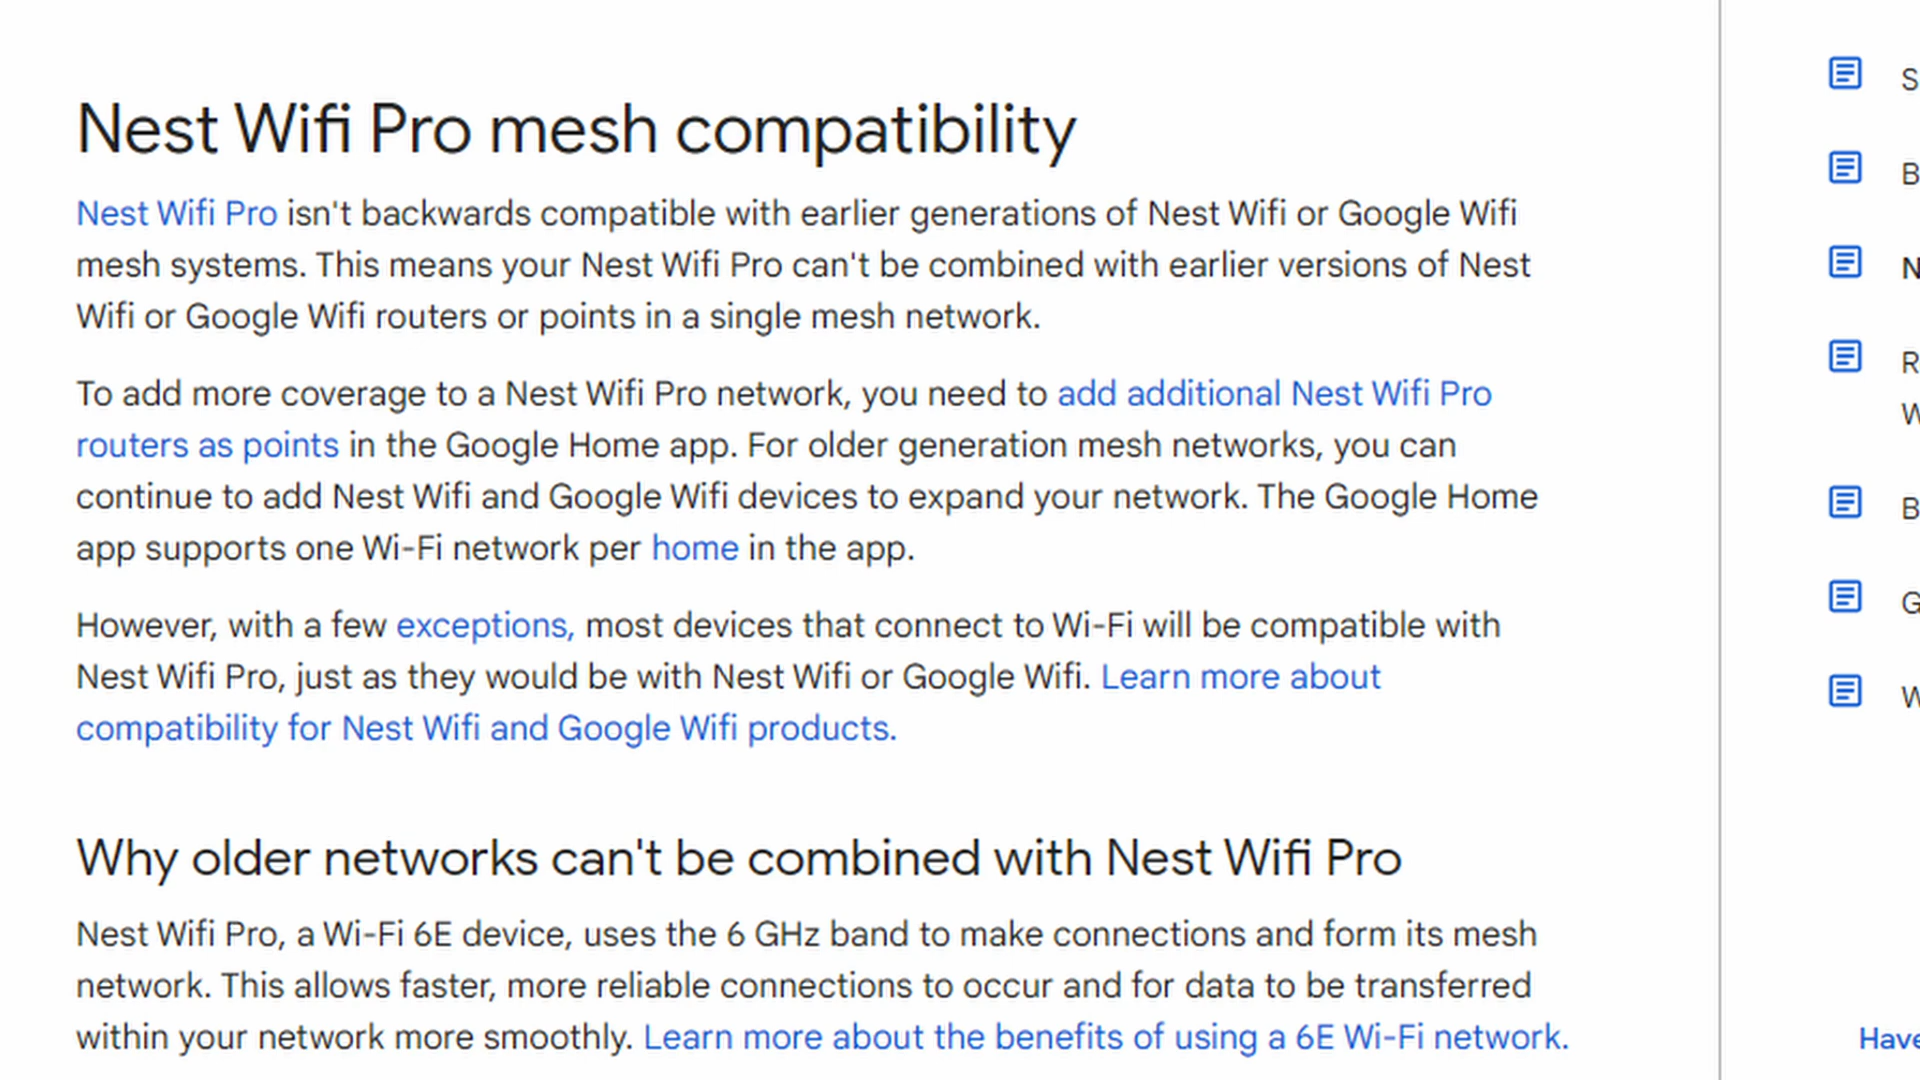 Nest Wifi Pro mesh compatibility
Nest Wifi Pro isn't backwards compatible with earlier generations of Nest Wifi or Google Wifi
mesh systems. This means your Nest Wifi Pro can't be combined with earlier versions of Nest
Wifi or Google Wifi routers or points in a single mesh network.
To add more coverage to a Nest Wifi Pro network, you need to add additional Nest Wifi Pro
routers as points in the Google Home app. For older generation mesh networks, you can
continue to add Nest Wifi and Google Wifi devices to expand your network. The Google Home
app supports one Wi-Fi network per home in the app.
However, with a few exceptions, most devices that connect to Wi-Fi will be compatible with
Nest Wifi Pro, just as they would be with Nest Wifi or Google Wifi. Learn more about
compatibility for Nest Wifi and Google Wifi products.
Why older networks can't be combined with Nest Wifi Pro
Nest Wifi Pro, a Wi-Fi 6E device, uses the 6 GHz band to make connections and form its mesh
network. This allows faster, more reliable connections to occur and for data to be transferred
within your network more smoothly. Learn more about the benefits of using a 6E Wi-Fi network.
S
B
N
R
W
B
G
W
Have